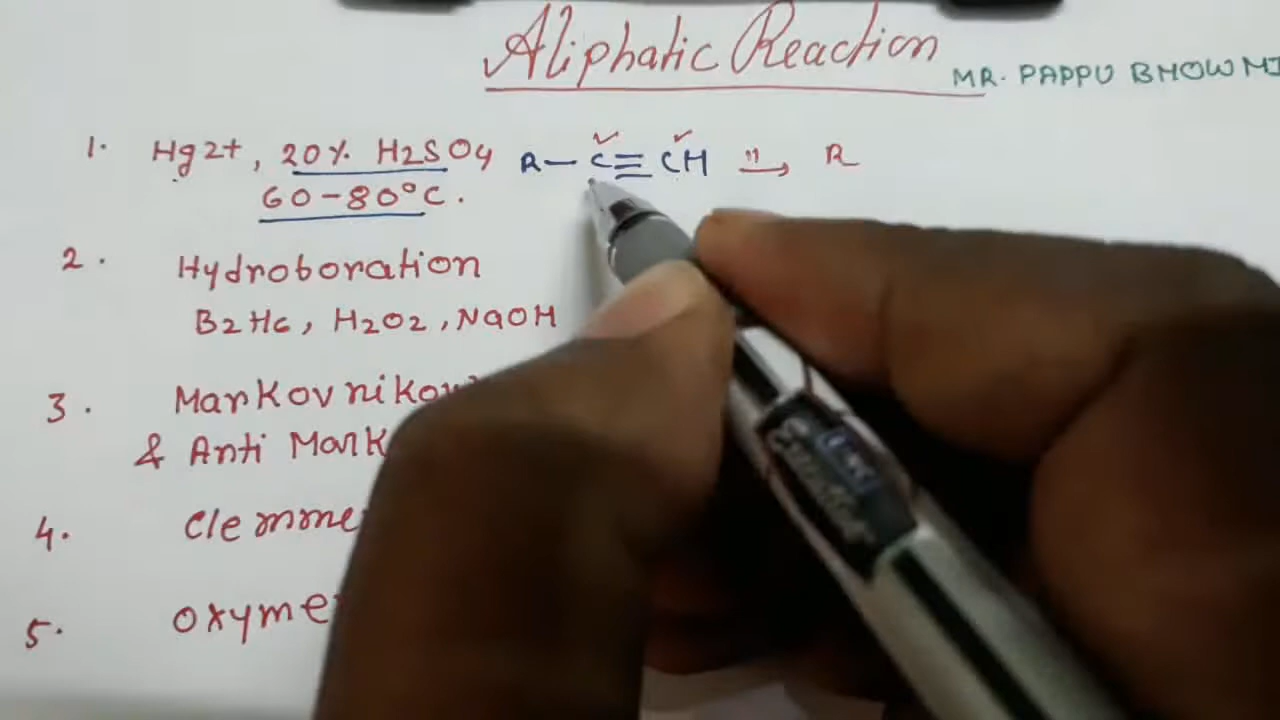 Aliphatic Reaction
MR. PAPPU BHOWMI
1. Hg2+, 20% H2SO4 R-C≡CH "→ R
60-80°C.
2. Hydroboration
B2H6, H2O2, NaOH
3. Markovnikov
& Anti Mark
4. Clemme
5. Oxyme